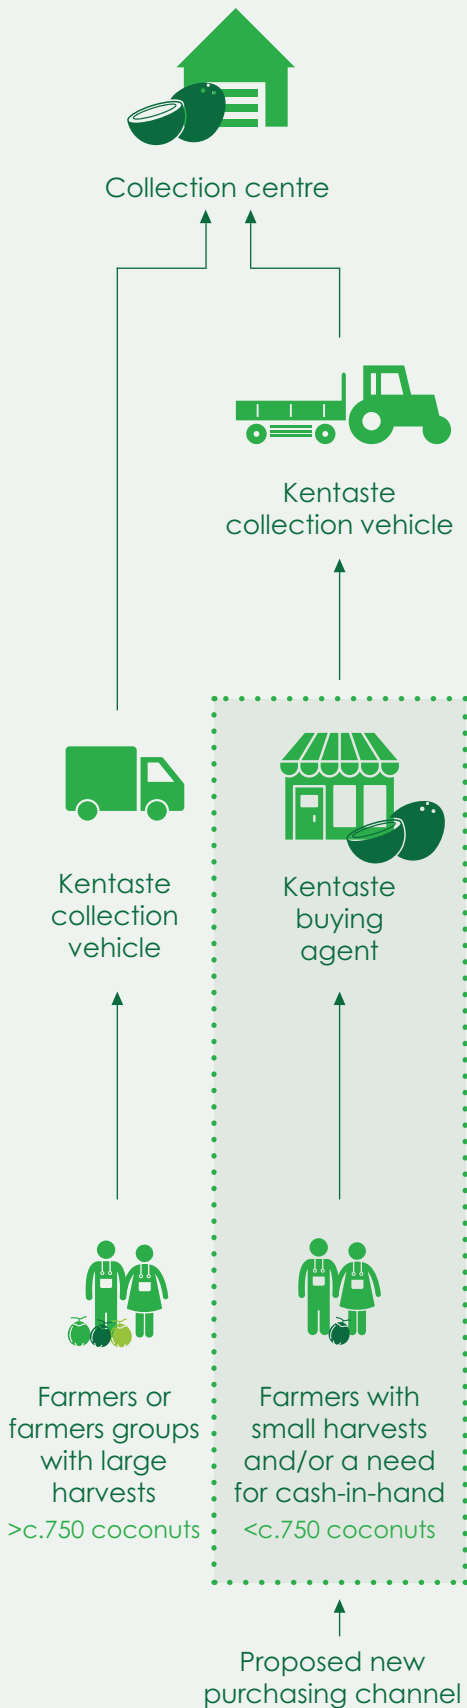 Collection centre
Kentaste
collection vehicle
Kentaste
collection
vehicle
Kentaste
buying
agent
Farmers or
farmers groups
with large
harvests
>c.750 coconuts
Farmers with
small harvests
and/or a need
for cash-in-hand
<c.750 coconuts
Proposed new
purchasing channel